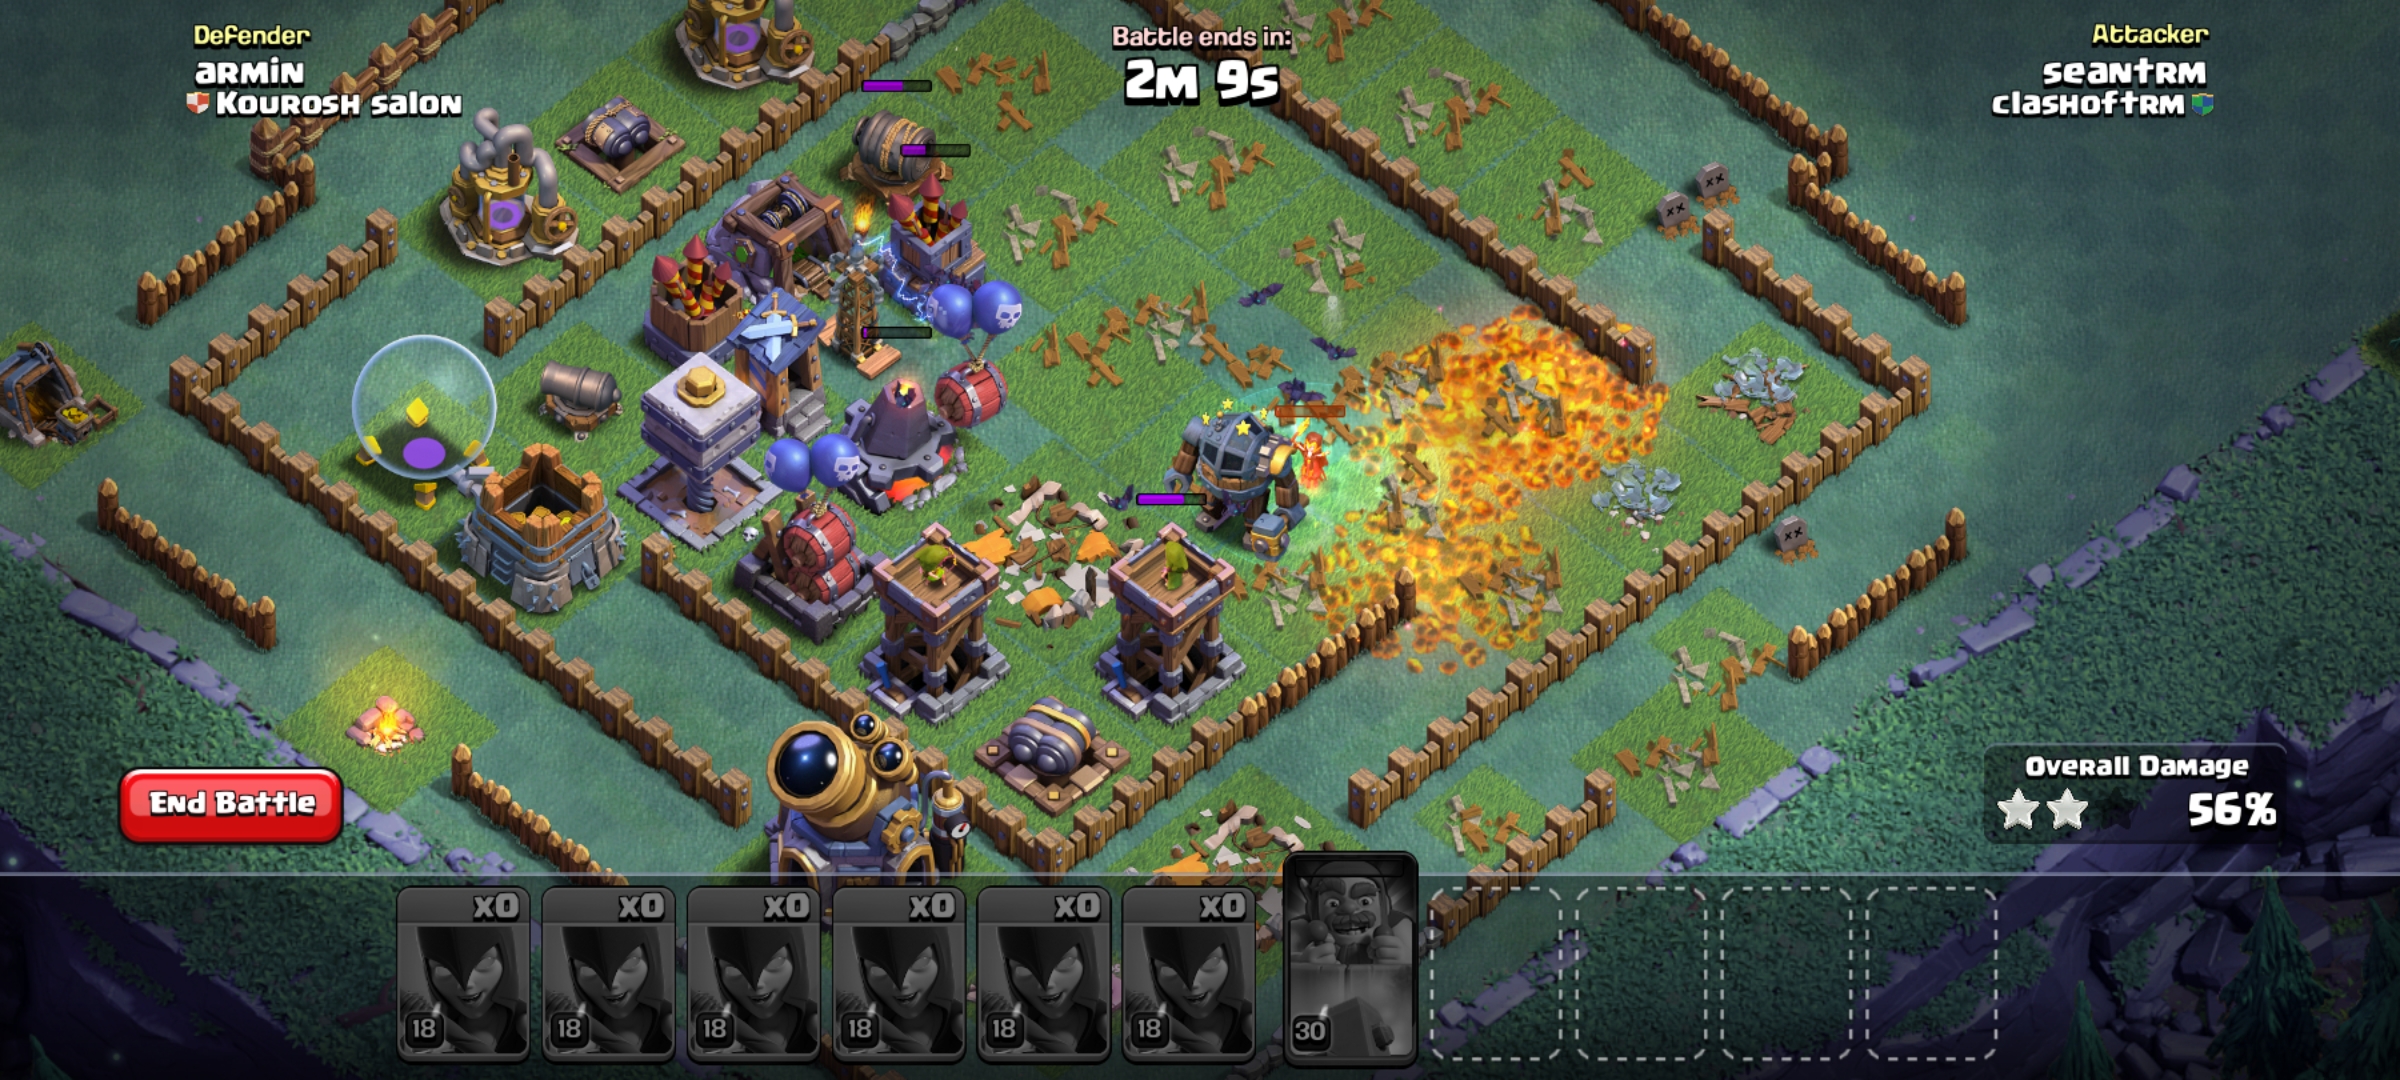 Defender
armin
Kourosh salon
Battle ends in:
2m 9s
Attacker
seantrm
clashoftrm
End Battle
Overall Damage
56%
x0
x0
x0
x0
x0
x0
18
18
18
18
18
18
30